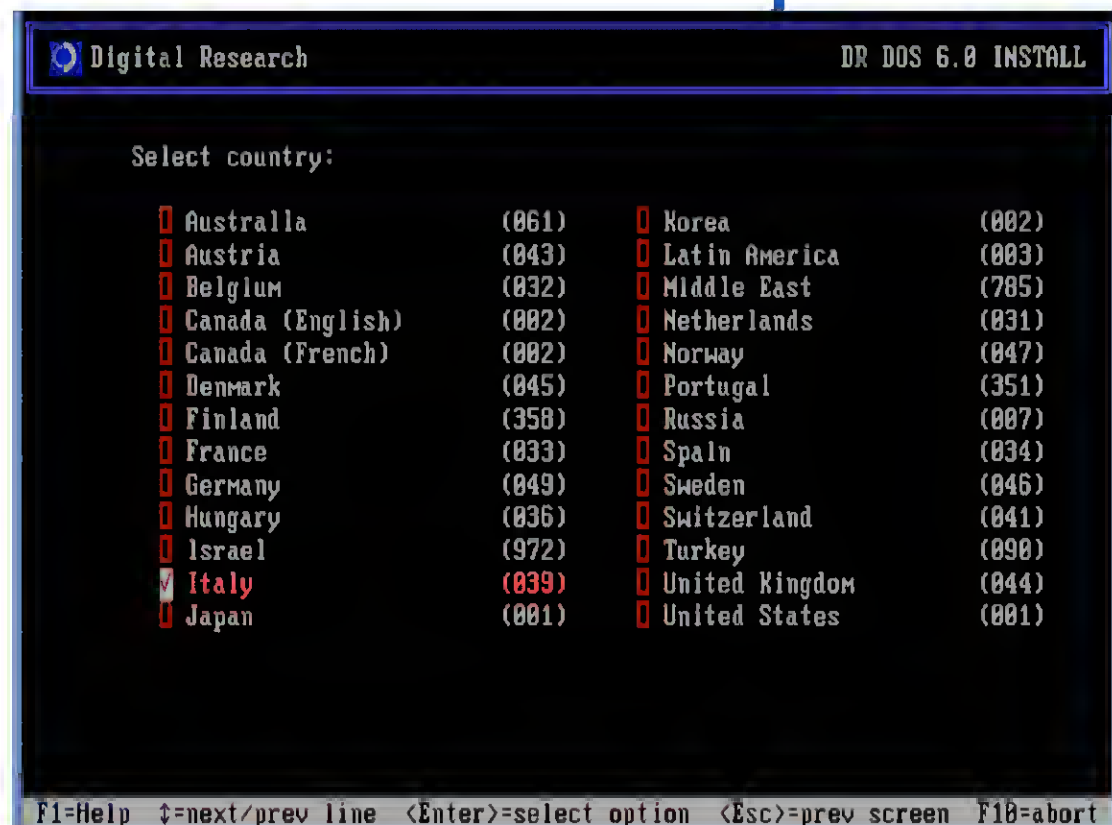 Digital Research
DR DOS 6.0 INSTALL
Select country:
Australia (061)
Austria (043)
Belgium (032)
Canada (English) (002)
Canada (French) (002)
Denmark (045)
Finland (358)
France (033)
Germany (049)
Hungary (036)
Israel (972)
Italy (039)
Japan (001)
Korea (002)
Latin America (003)
Middle East (785)
Netherlands (031)
Norway (047)
Portugal (351)
Russia (007)
Spain (034)
Sweden (046)
Switzerland (041)
Turkey (090)
United Kingdom (044)
United States (001)
F1=Help ↕=next/prev line <Enter>=select option <Esc>=prev screen F10=abort